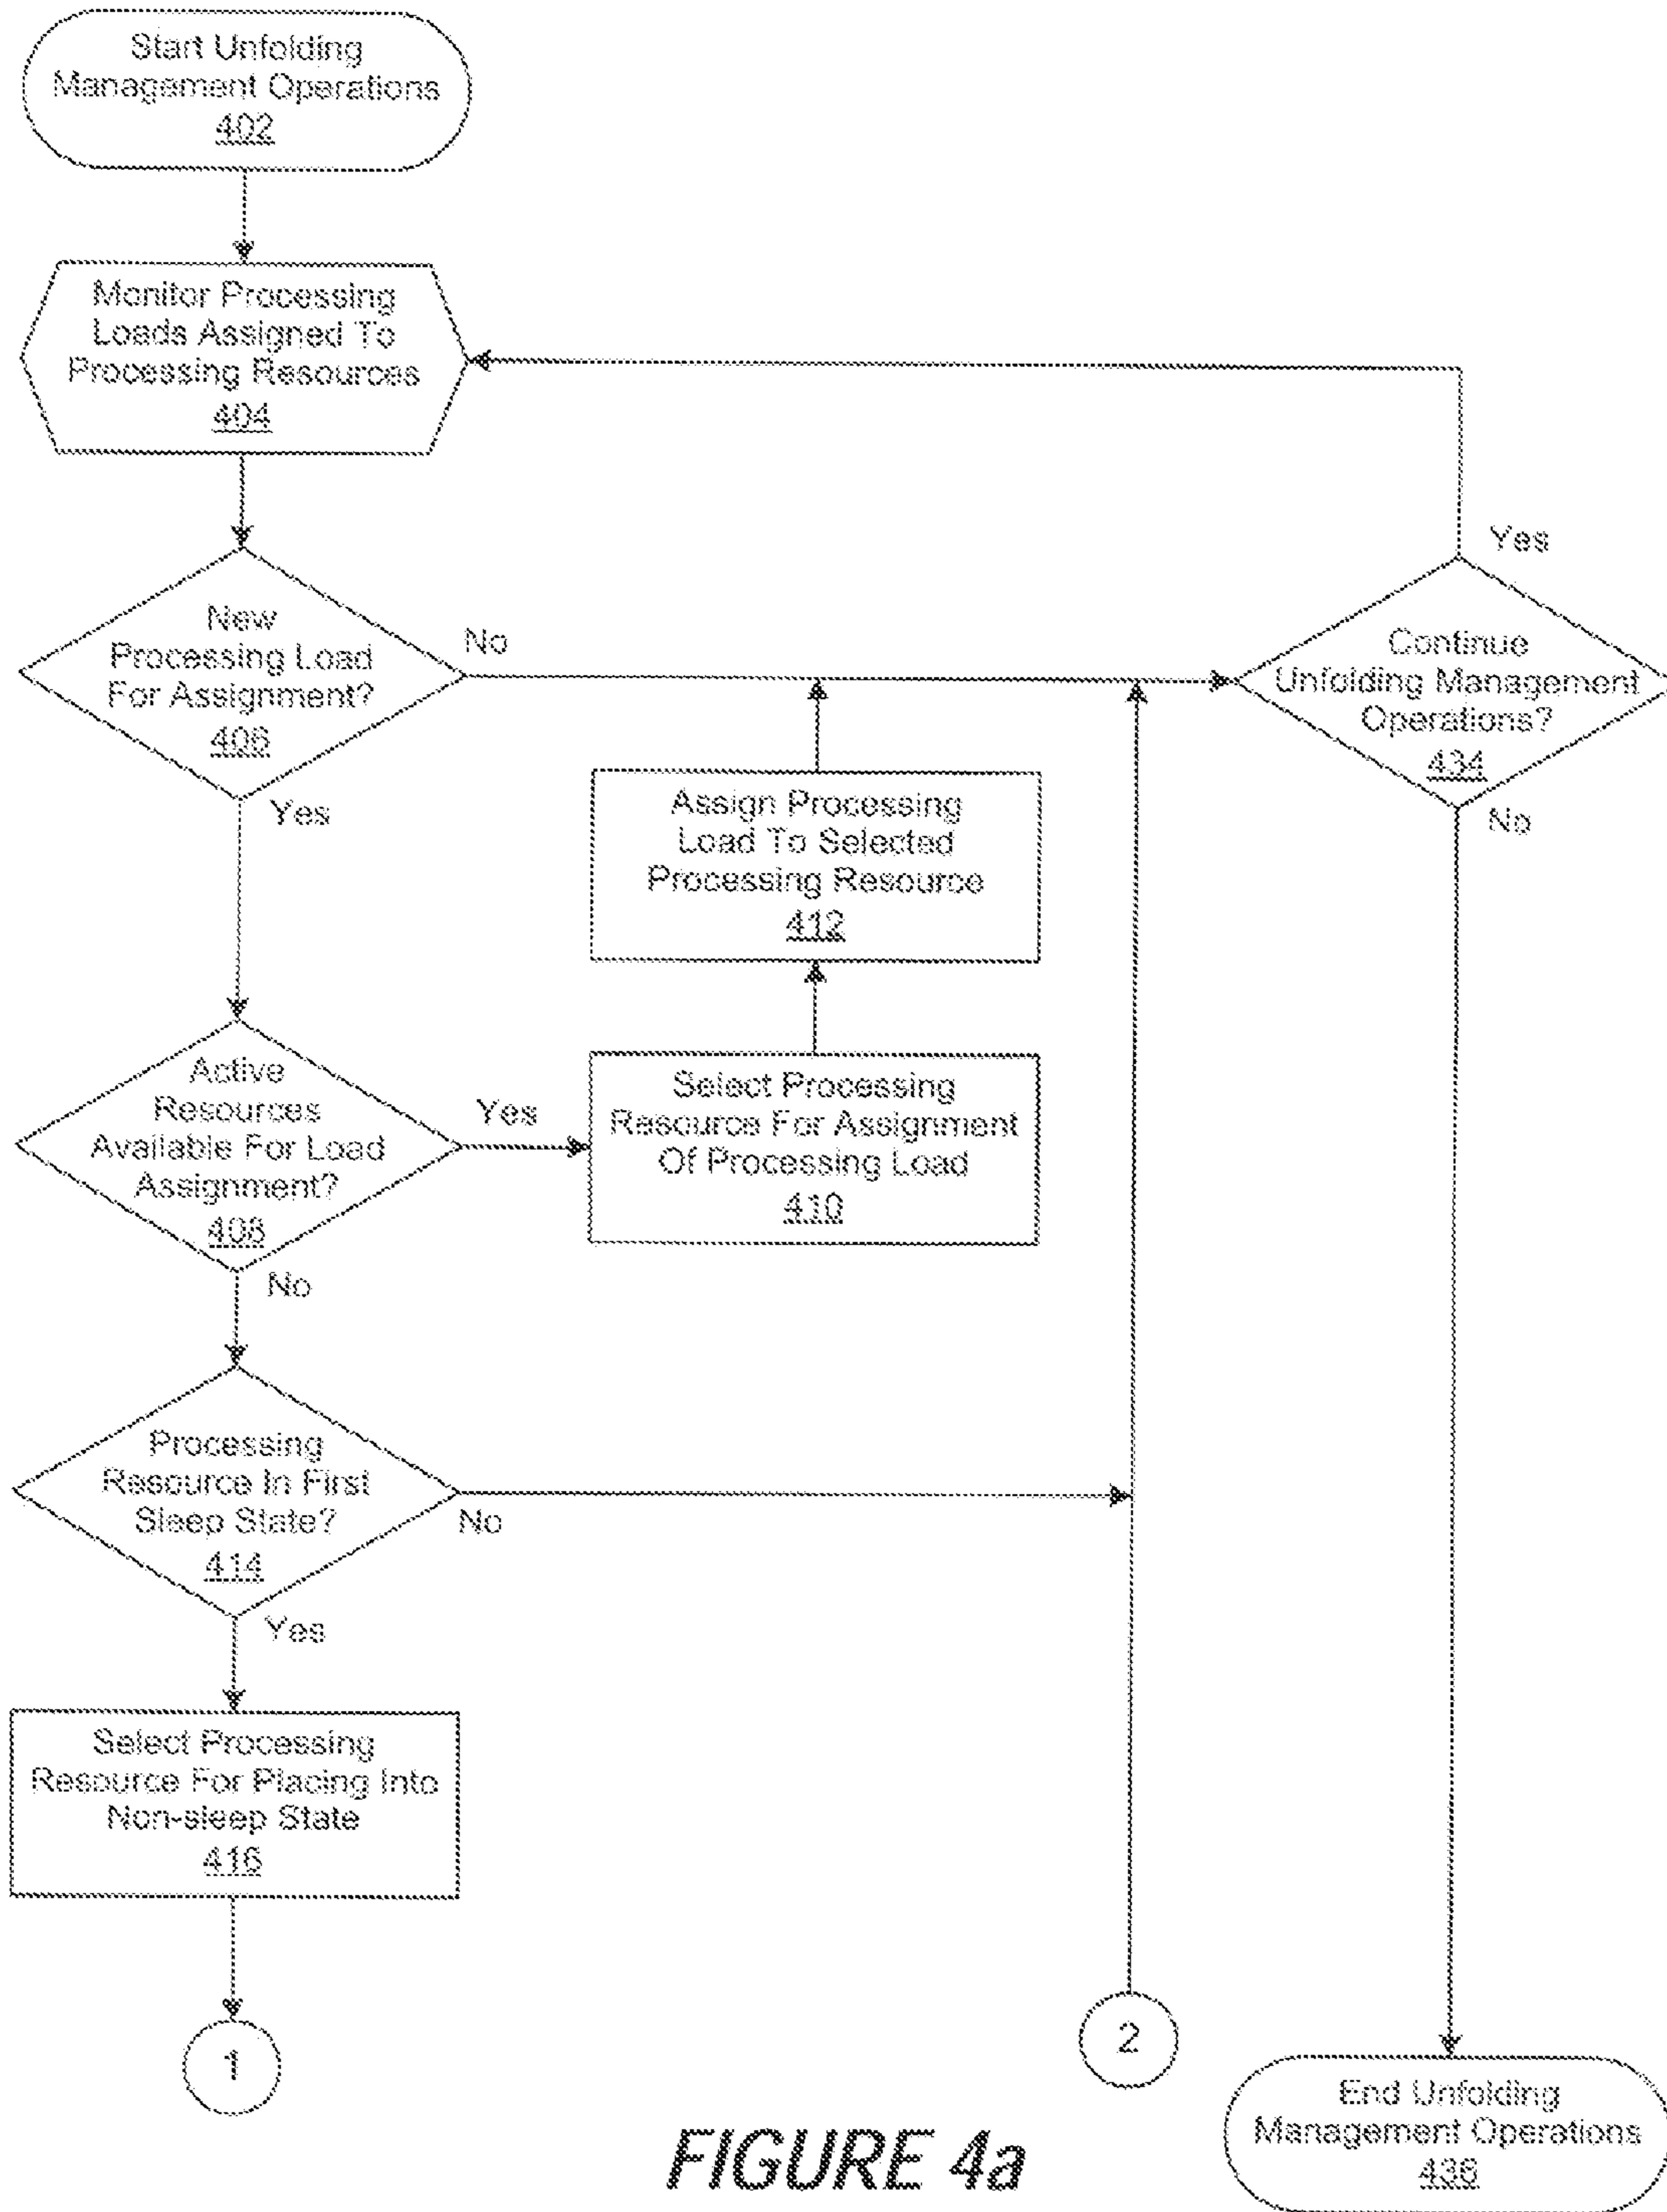 Start Unfolding
Management Operations
402
Monitor Processing
Loads Assigned To
Processing Resources
404
New
Processing Load
For Assignment?
406
No
Yes
Continue
Unfolding Management
Operations?
434
Yes
No
Assign Processing
Load To Selected
Processing Resource
412
Active
Resources
Available For Load
Assignment?
408
Yes
No
Select Processing
Resource For Assignment
Of Processing Load
410
Processing
Resource In First
Sleep State?
414
No
Yes
Select Processing
Resource For Placing Into
Non-sleep State
416
1
2
End Unfolding
Management Operations
436
FIGURE 4a